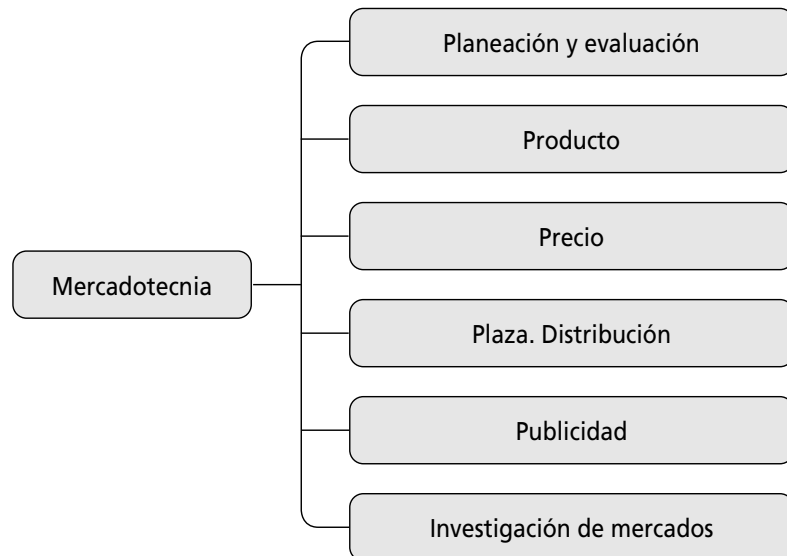 Planeación y evaluación
Producto
Precio
Mercadotecnia
Plaza. Distribución
Publicidad
Investigación de mercados